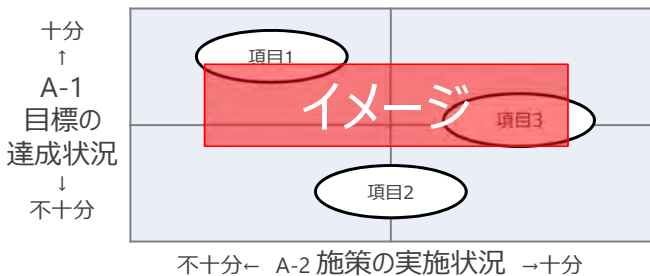 十分
↑
A-1
目標の
達成状況
↓
不十分
項目1
イメージ
項目3
項目2
不十分← A-2 施策の実施状況 →十分